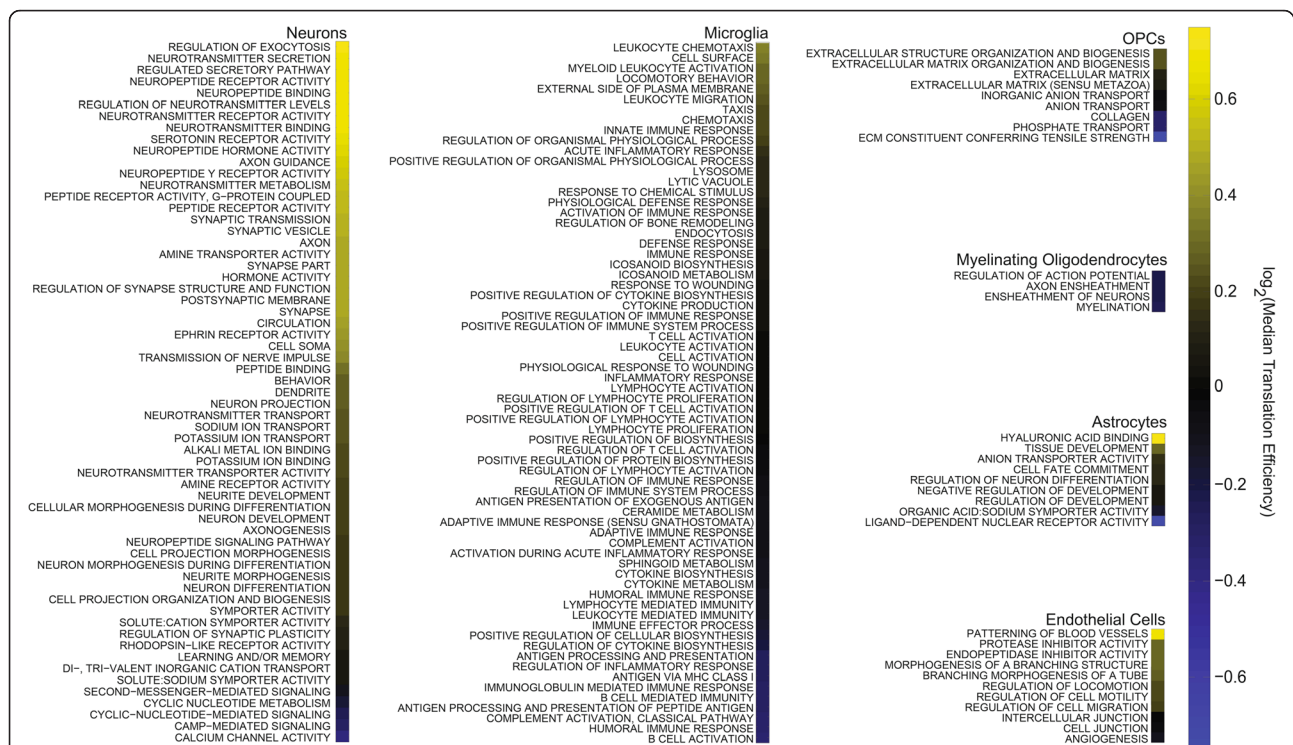 Neurons
REGULATION OF EXOCYTOSIS
NEUROTRANSMITTER SECRETION
REGULATED SECRETORY PATHWAY
NEUROPEPTIDE RECEPTOR ACTIVITY
NEUROPEPTIDE BINDING
REGULATION OF NEUROTRANSMITTER LEVELS
NEUROTRANSMITTER RECEPTOR ACTIVITY
NEUROTRANSMITTER BINDING
SEROTONIN RECEPTOR ACTIVITY
NEUROPEPTIDE HORMONE ACTIVITY
AXON GUIDANCE
NEUROPEPTIDE Y RECEPTOR ACTIVITY
NEUROTRANSMITTER METABOLISM
PEPTIDE RECEPTOR ACTIVITY, G-PROTEIN COUPLED
PEPTIDE RECEPTOR ACTIVITY
SYNAPTIC TRANSMISSION
SYNAPTIC VESICLE
AXON
AMINE TRANSPORTER ACTIVITY
SYNAPSE PART
HORMONE ACTIVITY
REGULATION OF SYNAPSE STRUCTURE AND FUNCTION
POSTSYNAPTIC MEMBRANE
SYNAPSE
CIRCULATION
EPHRIN RECEPTOR ACTIVITY
CELL SOMA
TRANSMISSION OF NERVE IMPULSE
PEPTIDE BINDING
BEHAVIOR
DENDRITE
NEURON PROJECTION
NEUROTRANSMITTER TRANSPORT
SODIUM ION TRANSPORT
POTASSIUM ION TRANSPORT
ALKALI METAL ION BINDING
POTASSIUM ION BINDING
NEUROTRANSMITTER TRANSPORTER ACTIVITY
AMINE RECEPTOR ACTIVITY
NEURITE DEVELOPMENT
CELLULAR MORPHOGENESIS DURING DIFFERENTIATION
NEURON DEVELOPMENT
AXONOGENESIS
NEUROPEPTIDE SIGNALING PATHWAY
CELL PROJECTION MORPHOGENESIS
NEURON MORPHOGENESIS DURING DIFFERENTIATION
NEURITE MORPHOGENESIS
NEURON DIFFERENTIATION
CELL PROJECTION ORGANIZATION AND BIOGENESIS
SYMPORTER ACTIVITY
SOLUTE:CATION SYMPORTER ACTIVITY
REGULATION OF SYNAPTIC PLASTICITY
RHODOPSIN-LIKE RECEPTOR ACTIVITY
LEARNING AND/OR MEMORY
DI-, TRI-VALENT INORGANIC CATION TRANSPORT
SOLUTE:SODIUM SYMPORTER ACTIVITY
SECOND-MESSENGER-MEDIATED SIGNALING
CYCLIC NUCLEOTIDE METABOLISM
CYCLIC-NUCLEOTIDE-MEDIATED SIGNALING
CAMP-MEDIATED SIGNALING
CALCIUM CHANNEL ACTIVITY
Microglia
LEUKOCYTE CHEMOTAXIS
CELL SURFACE
MYELOID LEUKOCYTE ACTIVATION
LOCOMOTORY BEHAVIOR
EXTERNAL SIDE OF PLASMA MEMBRANE
LEUKOCYTE MIGRATION
TAXIS
CHEMOTAXIS
INNATE IMMUNE RESPONSE
REGULATION OF ORGANISMAL PHYSIOLOGICAL PROCESS
ACUTE INFLAMMATORY RESPONSE
POSITIVE REGULATION OF ORGANISMAL PHYSIOLOGICAL PROCESS
LYSOSOME
LYTIC VACUOLE
RESPONSE TO CHEMICAL STIMULUS
PHYSIOLOGICAL DEFENSE RESPONSE
ACTIVATION OF IMMUNE RESPONSE
REGULATION OF BONE REMODELING
ENDOCYTOSIS
DEFENSE RESPONSE
IMMUNE RESPONSE
ICOSANOID BIOSYNTHESIS
ICOSANOID METABOLISM
RESPONSE TO WOUNDING
POSITIVE REGULATION OF CYTOKINE BIOSYNTHESIS
CYTOKINE PRODUCTION
POSITIVE REGULATION OF IMMUNE RESPONSE
POSITIVE REGULATION OF IMMUNE SYSTEM PROCESS
T CELL ACTIVATION
LEUKOCYTE ACTIVATION
CELL ACTIVATION
PHYSIOLOGICAL RESPONSE TO WOUNDING
INFLAMMATORY RESPONSE
LYMPHOCYTE ACTIVATION
REGULATION OF LYMPHOCYTE PROLIFERATION
POSITIVE REGULATION OF T CELL ACTIVATION
POSITIVE REGULATION OF LYMPHOCYTE ACTIVATION
LYMPHOCYTE PROLIFERATION
POSITIVE REGULATION OF BIOSYNTHESIS
REGULATION OF T CELL ACTIVATION
POSITIVE REGULATION OF PROTEIN BIOSYNTHESIS
REGULATION OF LYMPHOCYTE ACTIVATION
REGULATION OF IMMUNE RESPONSE
REGULATION OF IMMUNE SYSTEM PROCESS
ANTIGEN PRESENTATION OF EXOGENOUS ANTIGEN
CERAMIDE METABOLISM
ADAPTIVE IMMUNE RESPONSE (SENSU GNATHOSTOMATA)
ADAPTIVE IMMUNE RESPONSE
COMPLEMENT ACTIVATION
ACTIVATION DURING ACUTE INFLAMMATORY RESPONSE
SPHINGOID METABOLISM
CYTOKINE BIOSYNTHESIS
CYTOKINE METABOLISM
HUMORAL IMMUNE RESPONSE
LYMPHOCYTE MEDIATED IMMUNITY
LEUKOCYTE MEDIATED IMMUNITY
IMMUNE EFFECTOR PROCESS
POSITIVE REGULATION OF CELLULAR BIOSYNTHESIS
REGULATION OF CYTOKINE BIOSYNTHESIS
ANTIGEN PROCESSING AND PRESENTATION
REGULATION OF INFLAMMATORY RESPONSE
ANTIGEN VIA MHC CLASS I
IMMUNOGLOBULIN MEDIATED IMMUNE RESPONSE
B CELL MEDIATED IMMUNITY
ANTIGEN PROCESSING AND PRESENTATION OF PEPTIDE ANTIGEN
COMPLEMENT ACTIVATION, CLASSICAL PATHWAY
HUMORAL IMMUNE RESPONSE
B CELL ACTIVATION
OPCs
EXTRACELLULAR STRUCTURE ORGANIZATION AND BIOGENESIS
EXTRACELLULAR MATRIX ORGANIZATION AND BIOGENESIS
EXTRACELLULAR MATRIX
EXTRACELLULAR MATRIX (SENSU METAZOA)
INORGANIC ANION TRANSPORT
ANION TRANSPORT
COLLAGEN
PHOSPHATE TRANSPORT
ECM CONSTITUENT CONFERRING TENSILE STRENGTH
Myelinating Oligodendrocytes
REGULATION OF ACTION POTENTIAL
AXON ENSHEATHMENT
ENSHEATHMENT OF NEURONS
MYELINATION
Astrocytes
HYALURONIC ACID BINDING
TISSUE DEVELOPMENT
ANION TRANSPORTER ACTIVITY
CELL FATE COMMITMENT
REGULATION OF NEURON DIFFERENTIATION
NEGATIVE REGULATION OF DEVELOPMENT
REGULATION OF DEVELOPMENT
ORGANIC ACID:SODIUM SYMPORTER ACTIVITY
LIGAND-DEPENDENT NUCLEAR RECEPTOR ACTIVITY
Endothelial Cells
PATTERNING OF BLOOD VESSELS
PROTEASE INHIBITOR ACTIVITY
ENDOPEPTIDASE INHIBITOR ACTIVITY
MORPHOGENESIS OF A BRANCHING STRUCTURE
BRANCHING MORPHOGENESIS OF A TUBE
REGULATION OF LOCOMOTION
REGULATION OF CELL MOTILITY
REGULATION OF CELL MIGRATION
INTERCELLULAR JUNCTION
CELL JUNCTION
ANGIOGENESIS
0.6
0.4
0.2
0
−0.2
−0.4
−0.6
log2(Median Translation Efficiency)